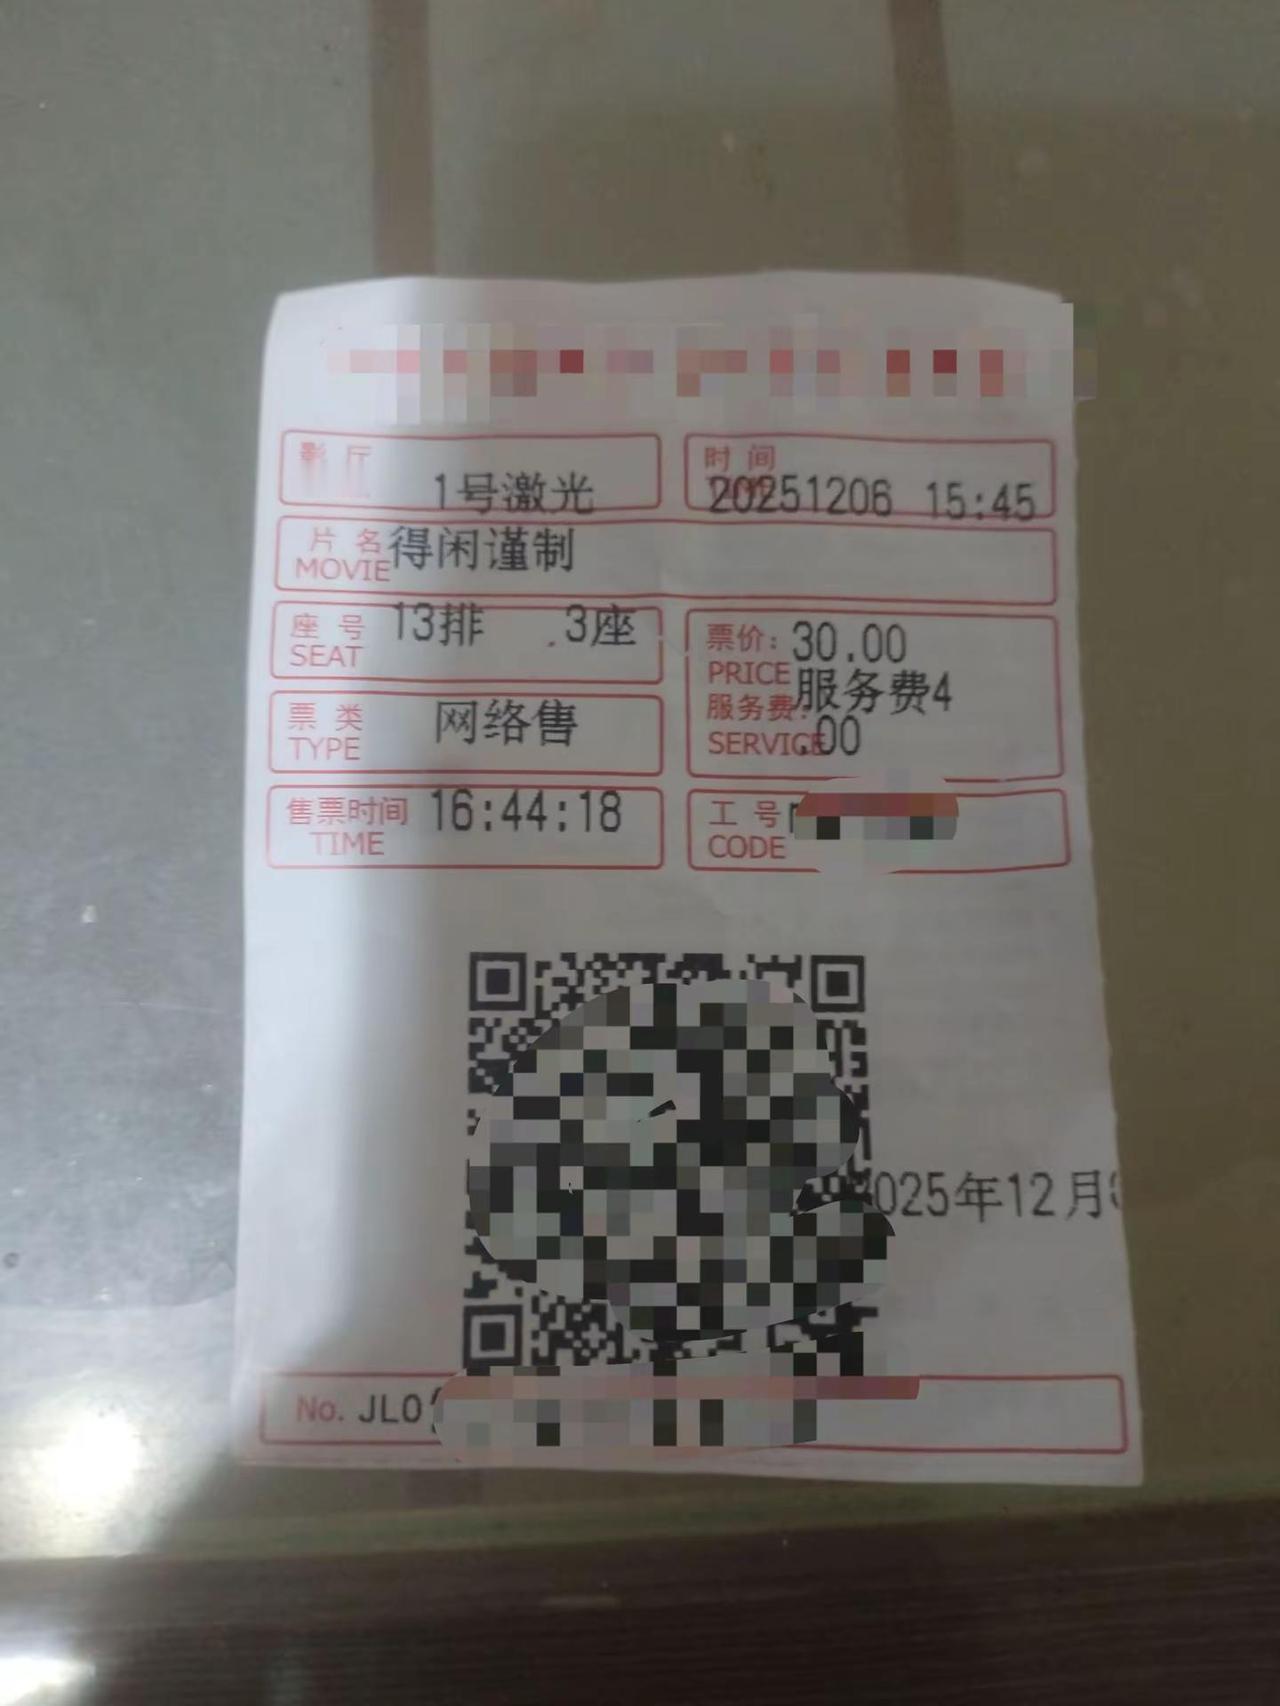 影 厅
1号激光
时 间
20251206 15:45
片 名 得闲谨制
MOVIE
座 号 13排 3座
SEAT
票价: 30.00
PRICE 服务费4
服务费:
SERVICE .00
票 类 网络售
TYPE
售票时间 16:44:18
TIME
工 号
CODE
025年12月
No. JL0